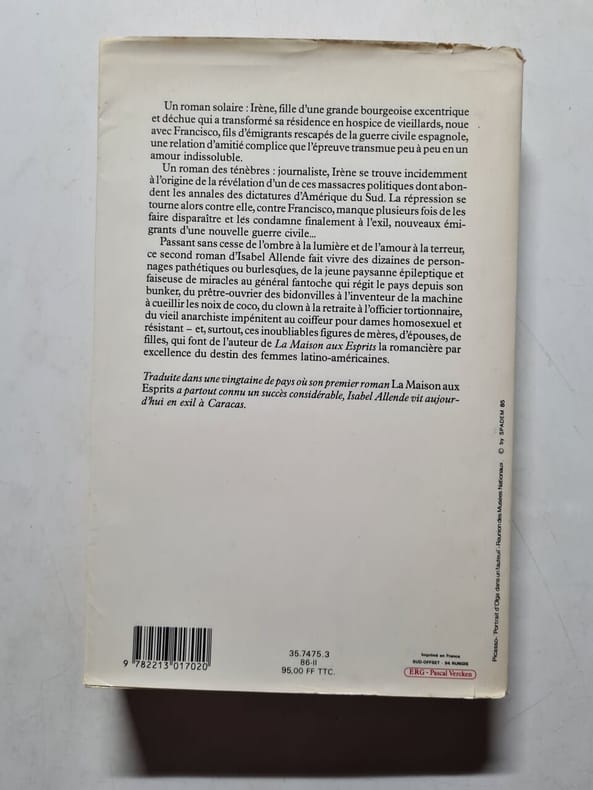 Un roman solaire : Irène, fille d'une grande bourgeoise excentrique
et déchue qui a transformé sa résidence en hospice de vieillards, noue
avec Francisco, fils d'émigrants rescapés de la guerre civile espagnole,
une relation d'amitié complice que l'épreuve transmue peu à peu en un
amour indissoluble.
Un roman des ténèbres : journaliste, Irène se trouve incidemment
à l'origine de la révélation d'un de ces massacres politiques dont abon-
dent les annales des dictatures d'Amérique du Sud. La répression se
tourne alors contre elle, contre Francisco, manque plusieurs fois de les
faire disparaître et les condamne finalement à l'exil, nouveaux émi-
grants d'une nouvelle guerre civile...
Passant sans cesse de l'ombre à la lumière et de l'amour à la terreur,
ce second roman d'Isabel Allende fait vivre des dizaines de person-
nages pathétiques ou burlesques, de la jeune paysanne épileptique et
faiseuse de miracles au général fantoche qui régit le pays depuis son
bunker, du prêtre-ouvrier des bidonvilles à l'inventeur de la machine
à cueillir les noix de coco, du clown à la retraite à l'officier tortionnaire,
du vieil anarchiste impénitent au coiffeur pour dames homosexuel et
résistant – et, surtout, ces inoubliables figures de mères, d'épouses, de
filles, qui font de l'auteur de La Maison aux Esprits la romancière par
excellence du destin des femmes latino-américaines.
Traduite dans une vingtaine de pays où son premier roman La Maison aux
Esprits a partout connu un succès considérable, Isabel Allende vit aujour-
d'hui en exil à Caracas.
Picasso- "Portrait d'Olga dans un fauteuil - Réunion des Musées Nationaux. © by SPADEM 85
9 782213 017020
35.7475.3
86-II
95,00 FF TTC.
Imprimé en France
SUD-OFFSET - 94 RUNGIS
ERG - Pascal Vercken